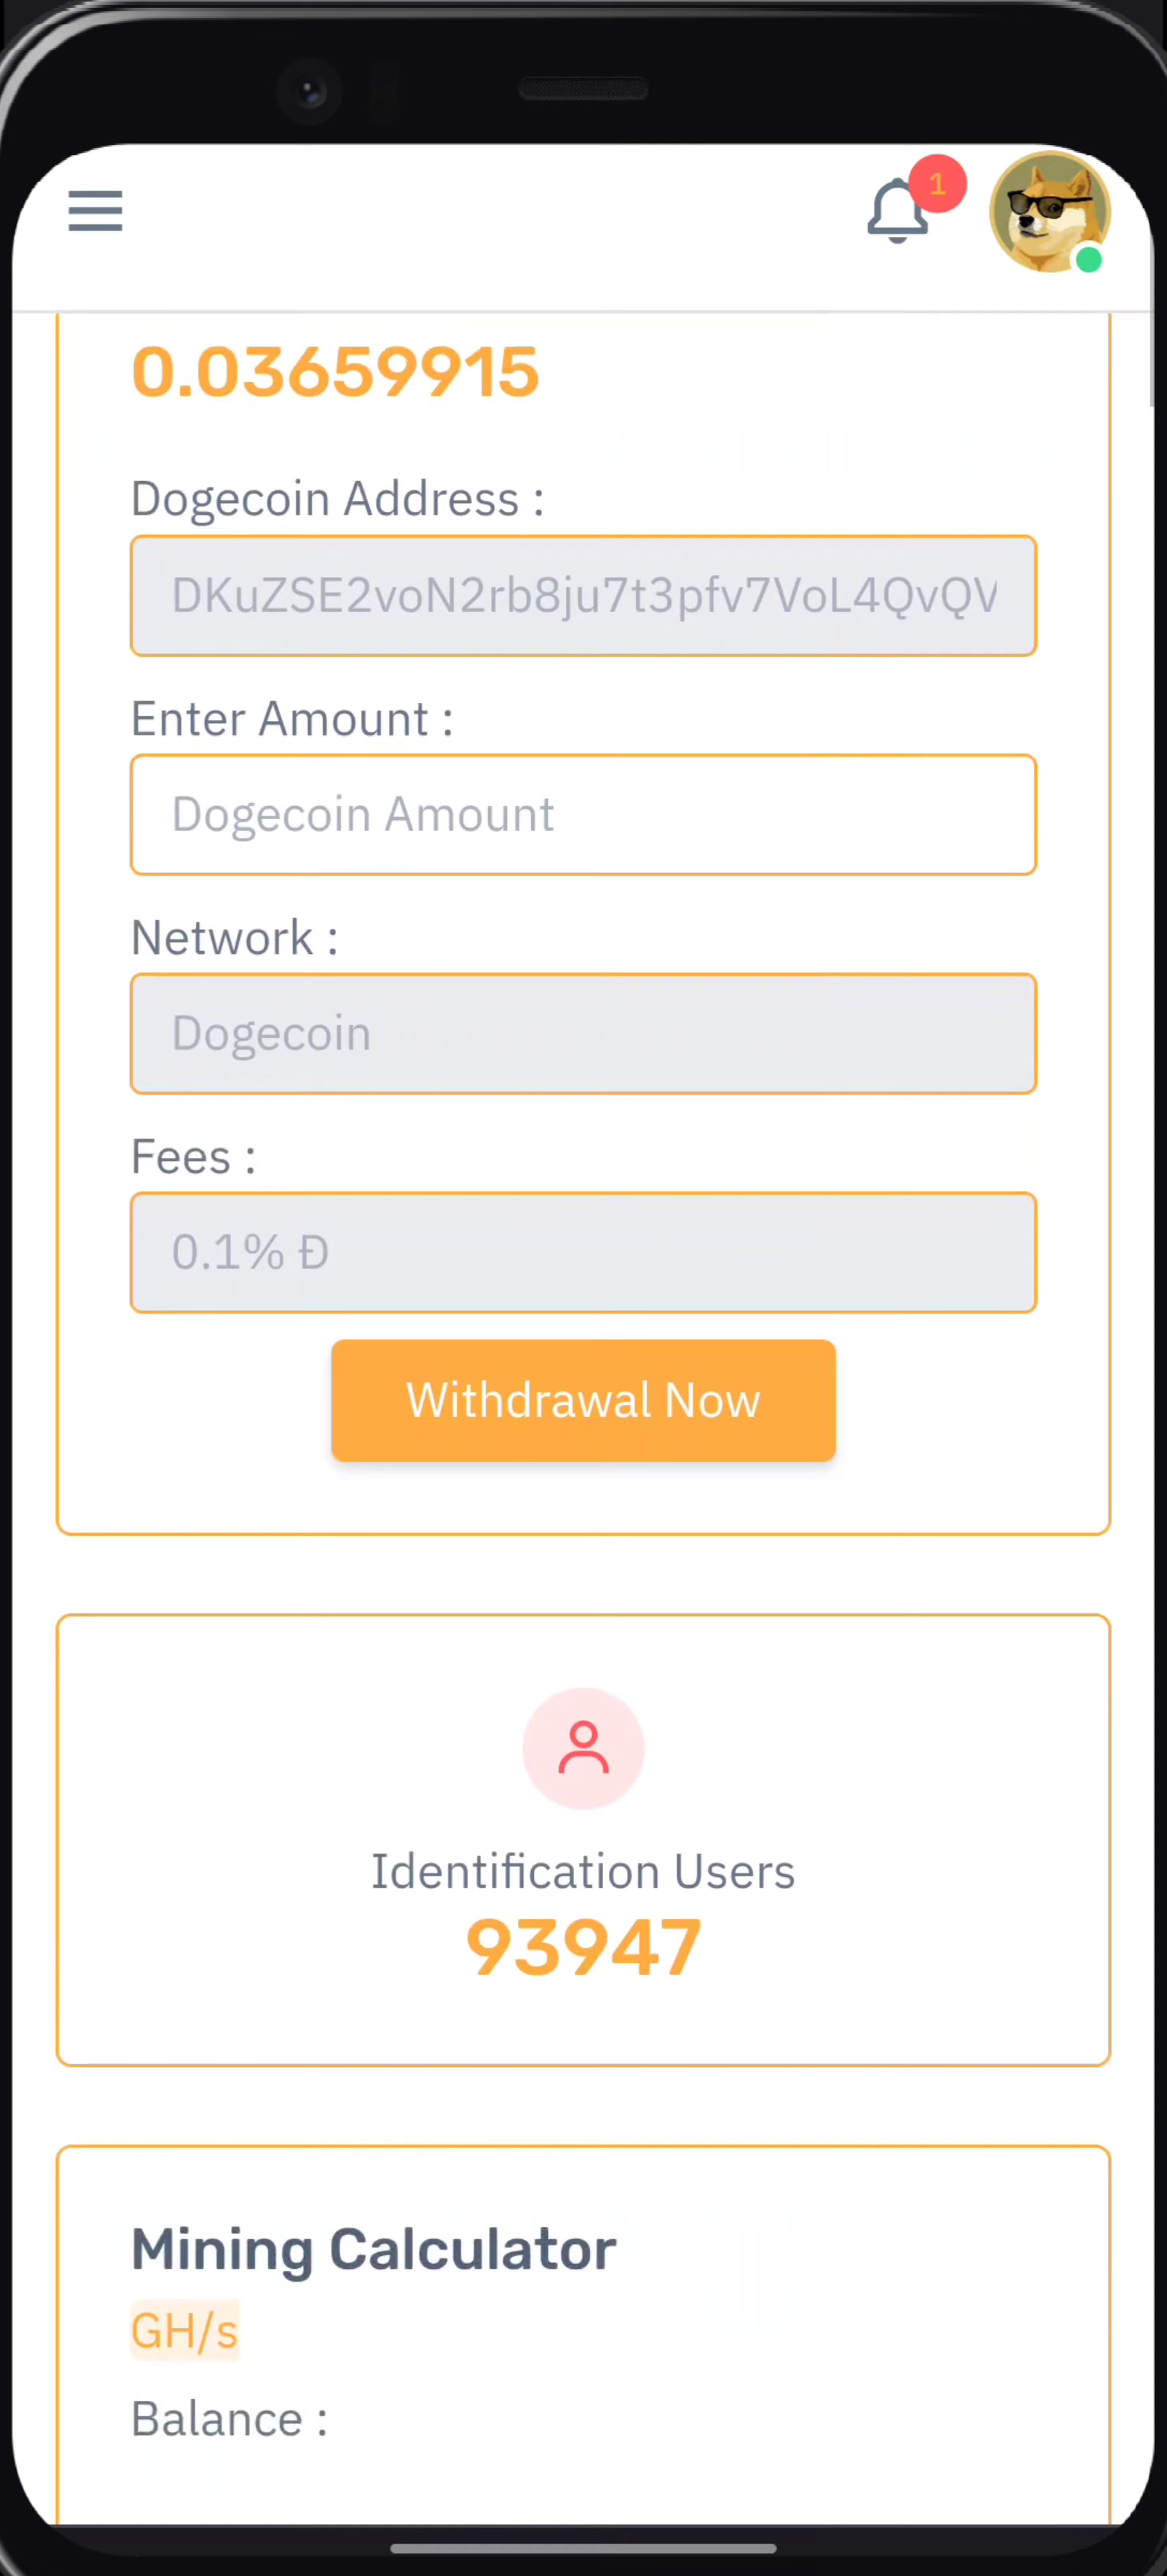 1
0.03659915
Dogecoin Address :
DKuZSE2voN2rb8ju7t3pfv7VoL4QvQV
Enter Amount :
Dogecoin Amount
Network :
Dogecoin
Fees :
0.1% Đ
Withdrawal Now
Identification Users
93947
Mining Calculator
GH/s
Balance :